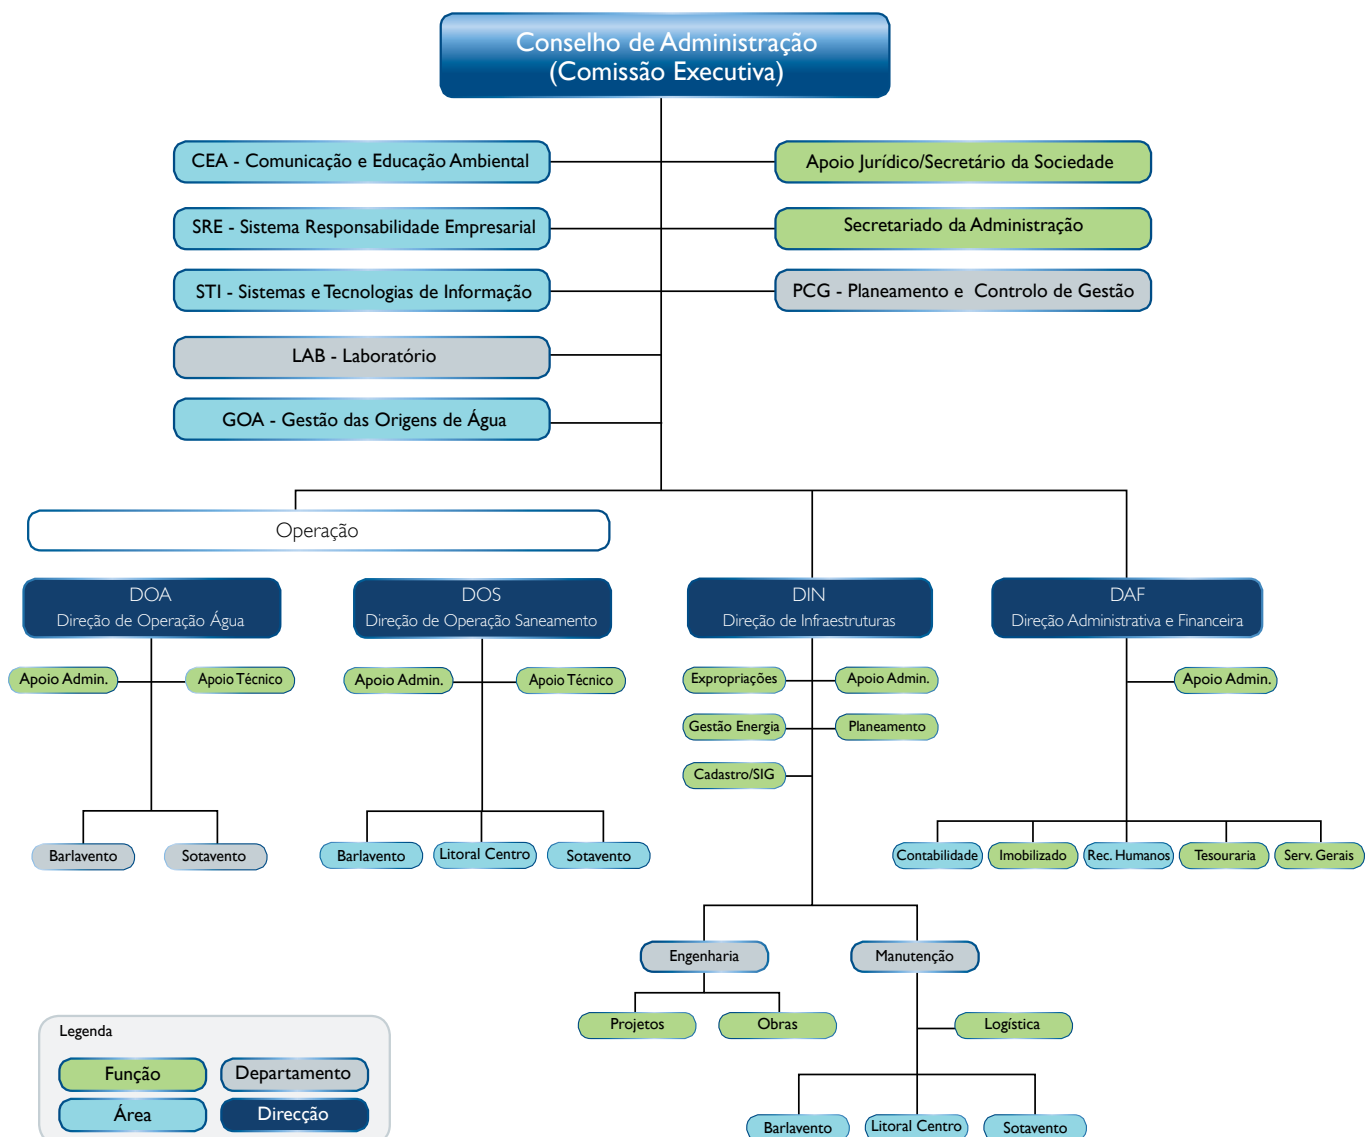 Conselho de Administração
(Comissão Executiva)
CEA - Comunicação e Educação Ambiental
Apoio Jurídico/Secretário da Sociedade
SRE - Sistema Responsabilidade Empresarial
Secretariado da Administração
STI - Sistemas e Tecnologias de Informação
PCG - Planeamento e Controlo de Gestão
LAB - Laboratório
GOA - Gestão das Origens de Água
Operação
DOA
Direção de Operação Água
DOS
Direção de Operação Saneamento
DIN
Direção de Infraestruturas
DAF
Direção Administrativa e Financeira
Apoio Admin.
Apoio Técnico
Apoio Admin.
Apoio Técnico
Expropriações
Apoio Admin.
Apoio Admin.
Gestão Energia
Planeamento
Cadastro/SIG
Barlavento
Sotavento
Barlavento
Litoral Centro
Sotavento
Contabilidade
Imobilizado
Rec. Humanos
Tesouraria
Serv. Gerais
Engenharia
Manutenção
Projetos
Obras
Logística
Barlavento
Litoral Centro
Sotavento
Legenda
Função
Departamento
Área
Direcção